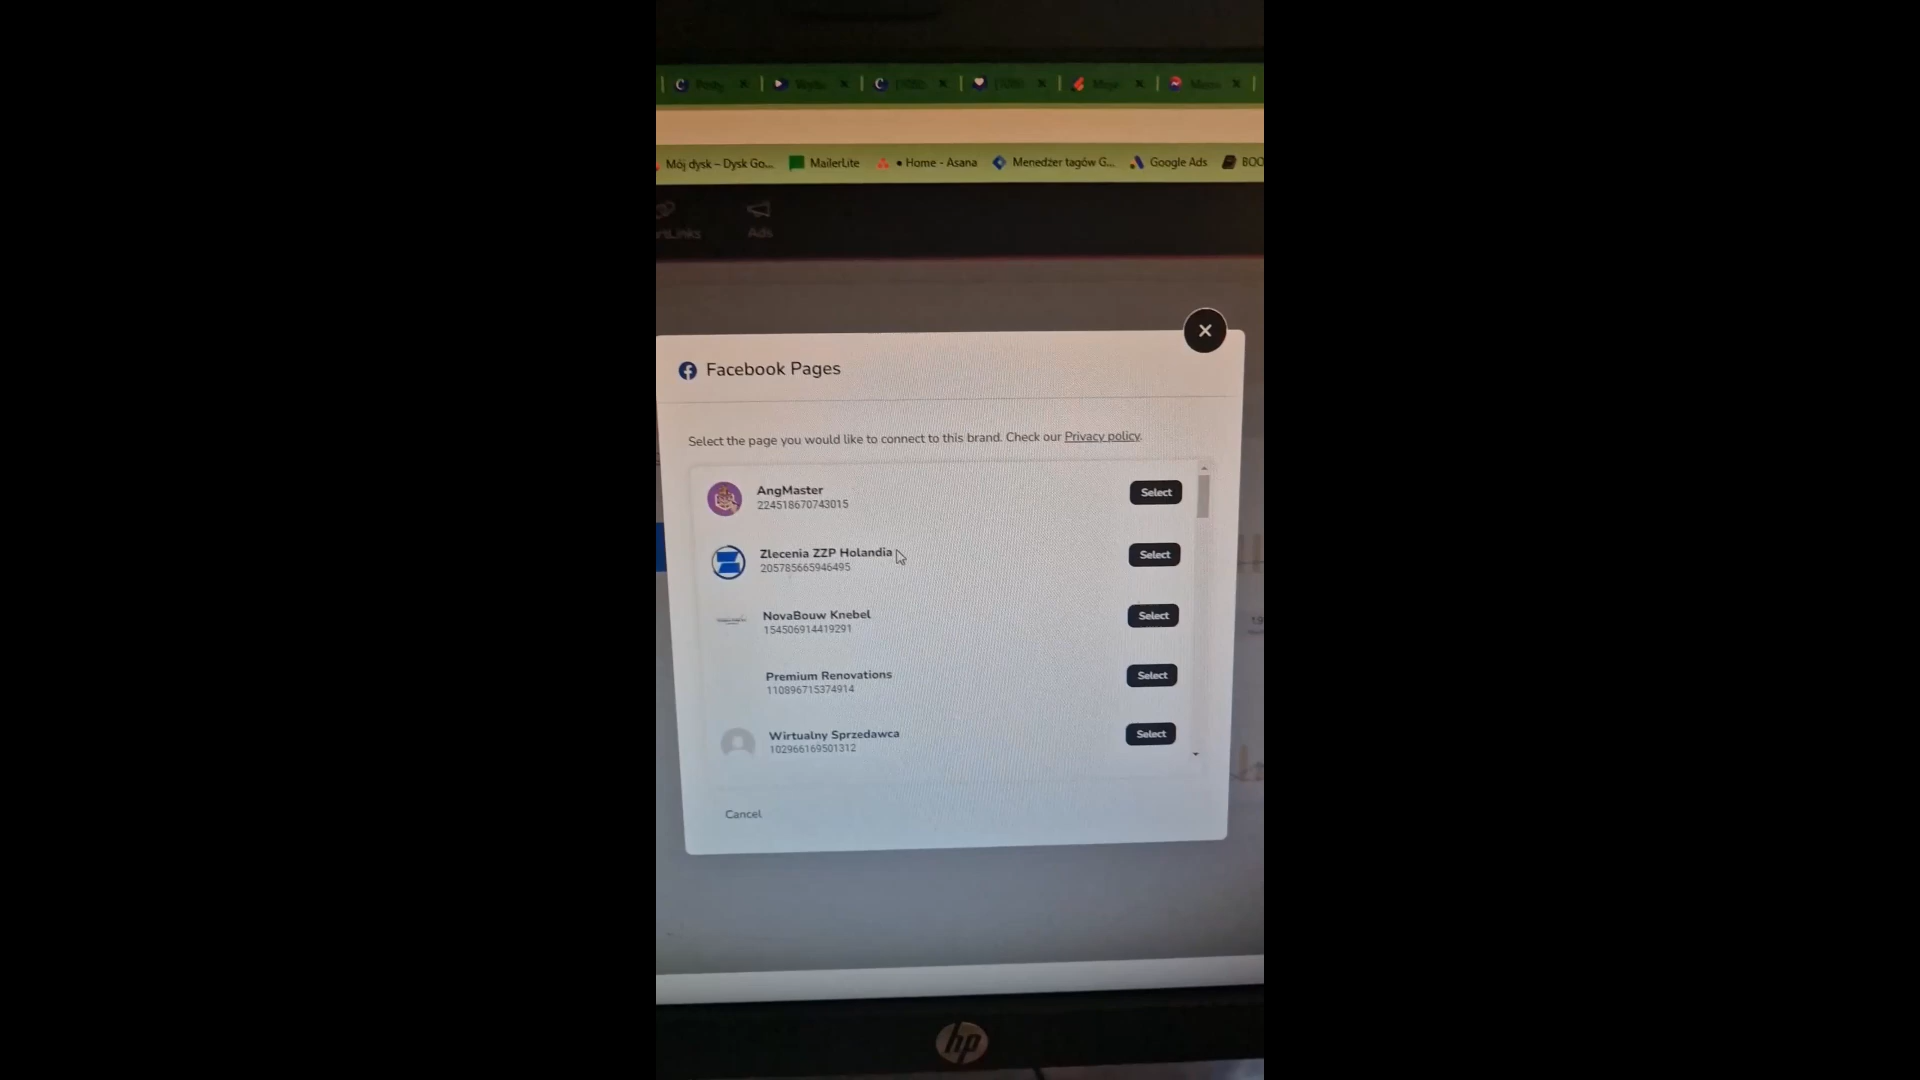 Mój dysk – Dysk Go... MailerLite • Home - Asana Menedżer tagów G... Google Ads BOO
Ads
Facebook Pages
Select the page you would like to connect to this brand. Check our Privacy policy.
AngMaster
224518670743015
Select
Zlecenia ZZP Holandia
205785665946495
Select
NovaBouw Knebel
154506914419291
Select
Premium Renovations
110896715374914
Select
Wirtualny Sprzedawca
102966169501312
Select
Cancel
hp